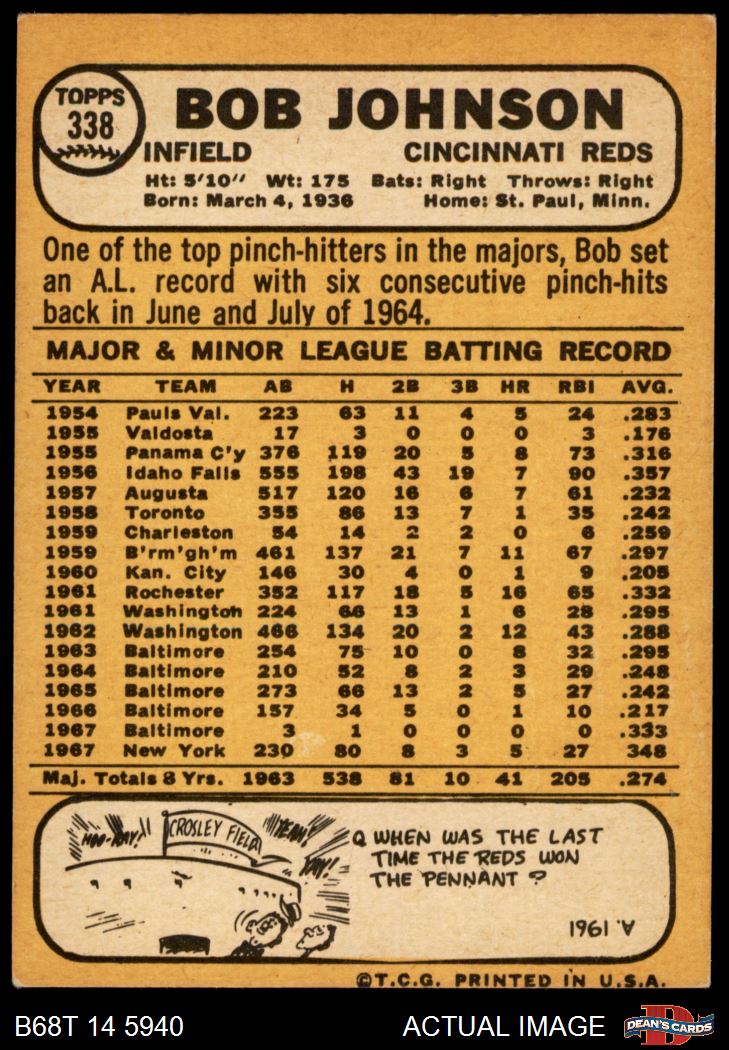 TOPPS
338
BOB JOHNSON
INFIELD CINCINNATI REDS
Ht: 5'10" Wt: 175 Bats: Right Throws: Right
Born: March 4, 1936 Home: St. Paul, Minn.
One of the top pinch-hitters in the majors, Bob set
an A.L. record with six consecutive pinch-hits
back in June and July of 1964.
MAJOR & MINOR LEAGUE BATTING RECORD
YEAR TEAM AB H 2B 3B HR RBI AVG.
1954 Pauls Val. 223 63 11 4 5 24 .283
1955 Valdosta 17 3 0 0 0 3 .176
1955 Panama C'y 376 119 20 5 8 73 .316
1956 Idaho Falls 555 198 43 19 7 90 .357
1957 Augusta 517 120 16 6 7 61 .232
1958 Toronto 355 86 13 7 1 35 .242
1959 Charleston 54 14 2 2 0 6 .259
1959 B'rm'gh'm 461 137 21 7 11 67 .297
1960 Kan. City 146 30 4 0 1 9 .205
1961 Rochester 352 117 18 5 16 65 .332
1961 Washington 224 66 13 1 6 28 .295
1962 Washington 466 134 20 2 12 43 .288
1963 Baltimore 254 75 10 0 8 32 .295
1964 Baltimore 210 52 8 2 3 29 .248
1965 Baltimore 273 66 13 2 5 27 .242
1966 Baltimore 157 34 5 0 1 10 .217
1967 Baltimore 3 1 0 0 0 0 .333
1967 New York 230 80 8 3 5 27 348
Maj. Totals 8 Yrs. 1963 538 81 10 41 205 .274
HOO-RAY!
CROSLEY FIELD
YEAH!
YAY!
Q WHEN WAS THE LAST
TIME THE REDS WON
THE PENNANT ?
A. 1961
©T.C.G. PRINTED IN U.S.A.
B68T 14 5940 ACTUAL IMAGE
D
DEAN'S CARDS